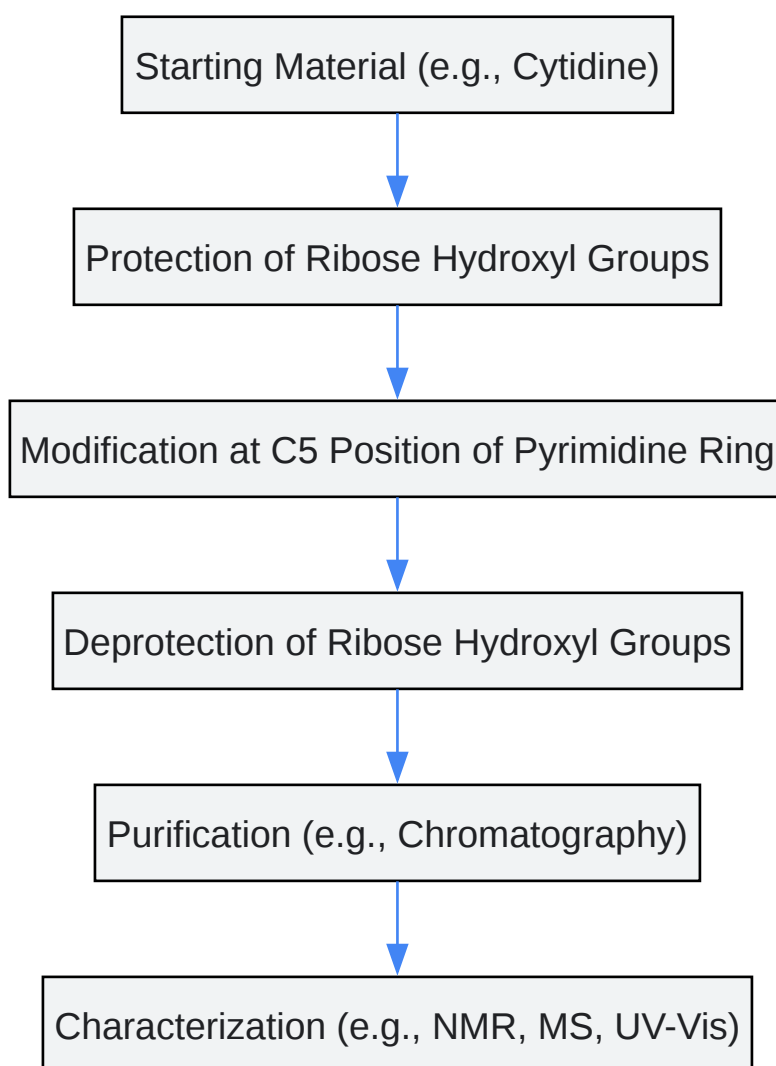 Starting Material (e.g., Cytidine)
Protection of Ribose Hydroxyl Groups
Modification at C5 Position of Pyrimidine Ring
Deprotection of Ribose Hydroxyl Groups
Purification (e.g., Chromatography)
Characterization (e.g., NMR, MS, UV-Vis)